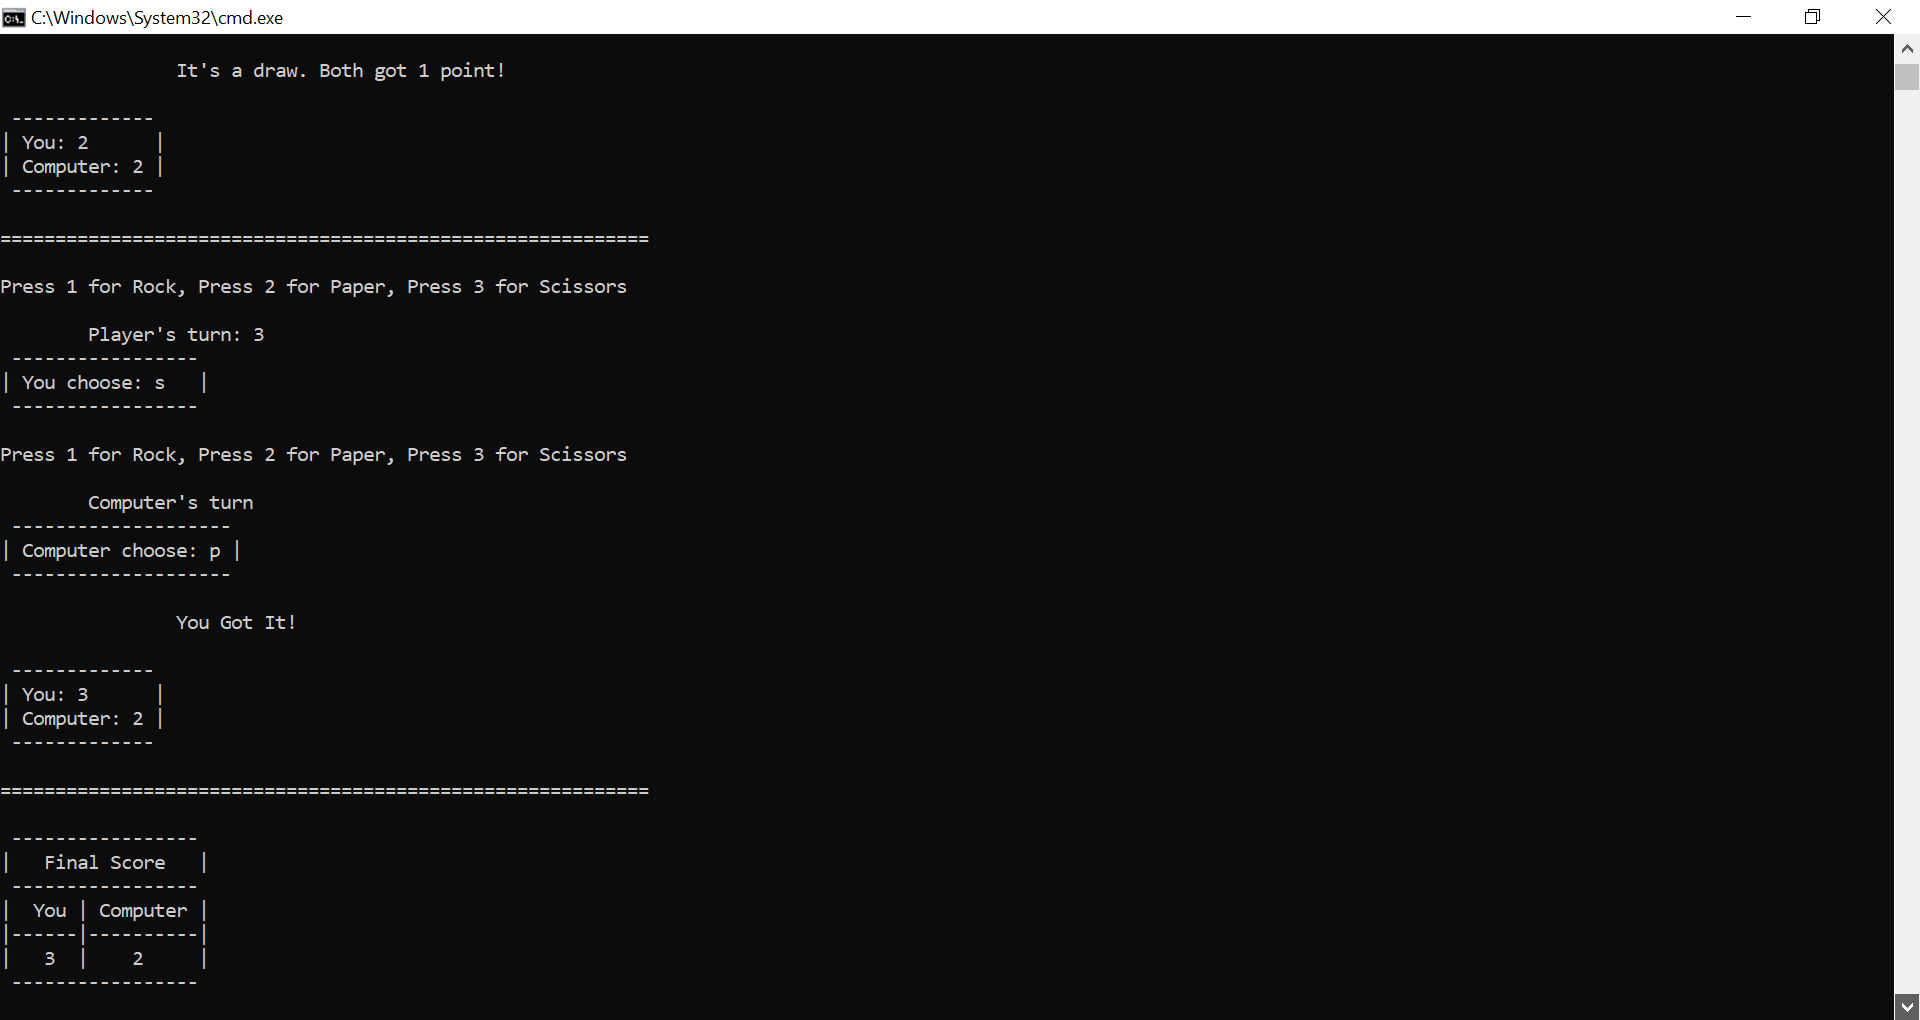 C:\Windows\System32\cmd.exe
It's a draw. Both got 1 point!
-------------
| You: 2      |
| Computer: 2 |
-------------
===========================================================
Press 1 for Rock, Press 2 for Paper, Press 3 for Scissors
Player's turn: 3
-----------------
| You choose: s   |
-----------------
Press 1 for Rock, Press 2 for Paper, Press 3 for Scissors
Computer's turn
--------------------
| Computer choose: p |
--------------------
You Got It!
-------------
| You: 3      |
| Computer: 2 |
-------------
===========================================================
-----------------
|   Final Score   |
-----------------
|  You | Computer |
|------|----------|
|   3  |    2     |
-----------------